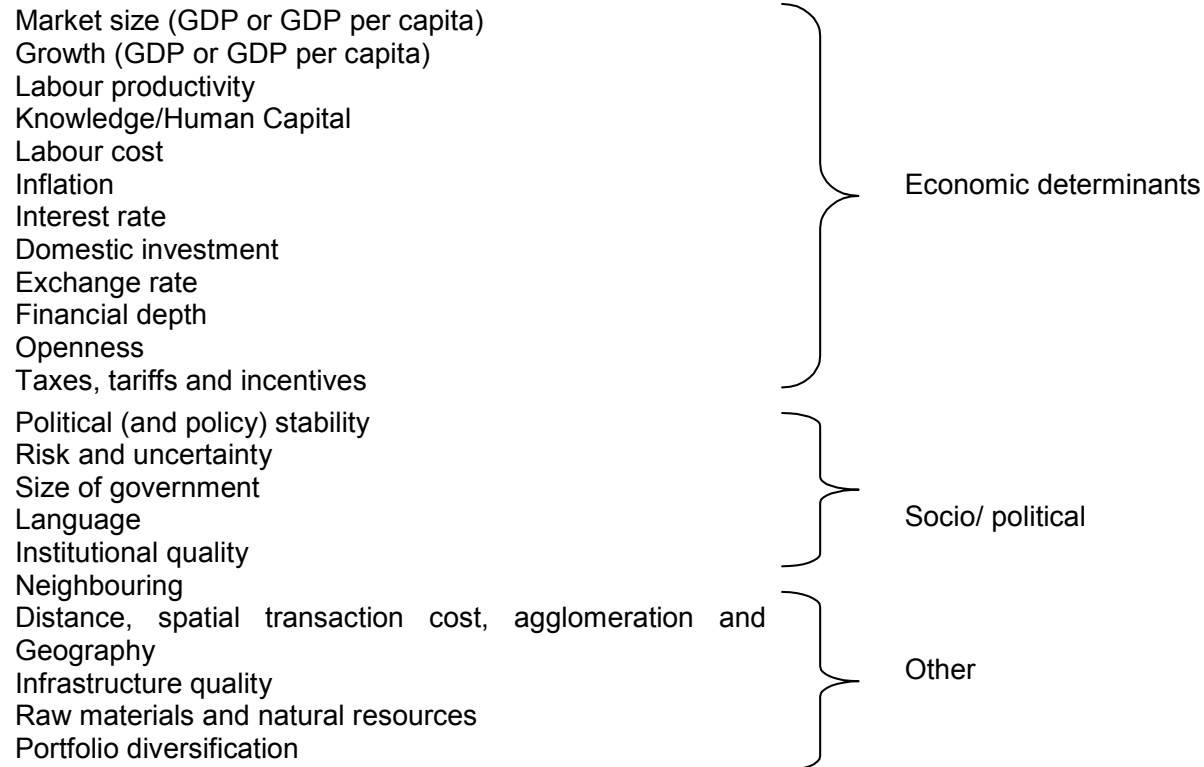 Market size (GDP or GDP per capita)
Growth (GDP or GDP per capita)
Labour productivity
Knowledge/Human Capital
Labour cost
Inflation
Interest rate
Domestic investment
Exchange rate
Financial depth
Openness
Taxes, tariffs and incentives
Economic determinants
Political (and policy) stability
Risk and uncertainty
Size of government
Language
Institutional quality
Socio/ political
Neighbouring
Distance, spatial transaction cost, agglomeration and
Geography
Infrastructure quality
Raw materials and natural resources
Portfolio diversification
Other